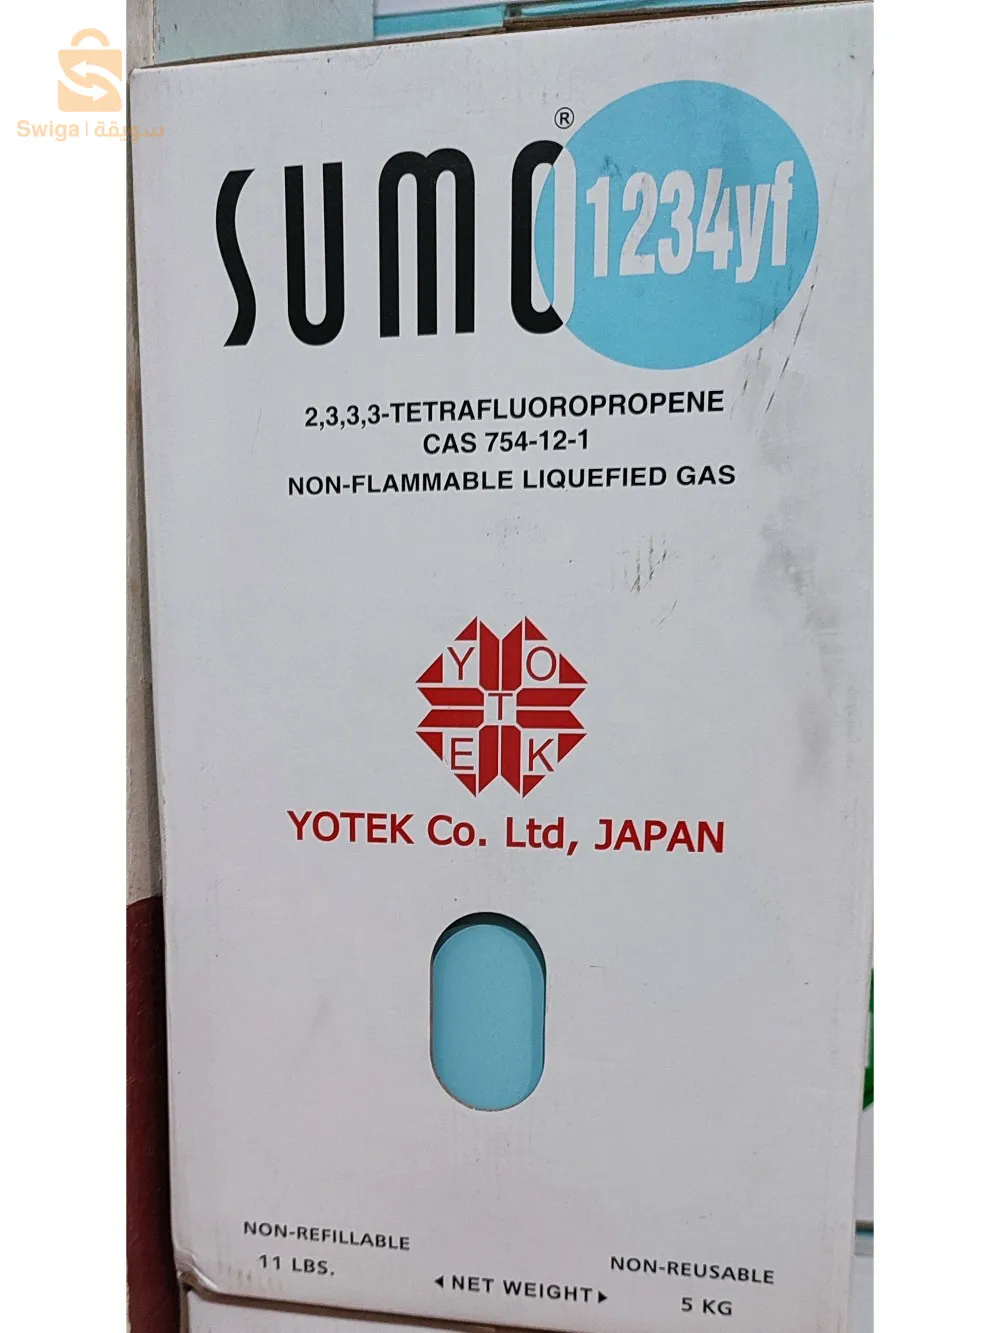 Swiga | سويقة
SUMO® 1234yf
2,3,3,3-TETRAFLUOROPROPENE
CAS 754-12-1
NON-FLAMMABLE LIQUEFIED GAS
Y O
T
E K
YOTEK Co. Ltd, JAPAN
NON-REFILLABLE
11 LBS.
◄ NET WEIGHT ►
NON-REUSABLE
5 KG